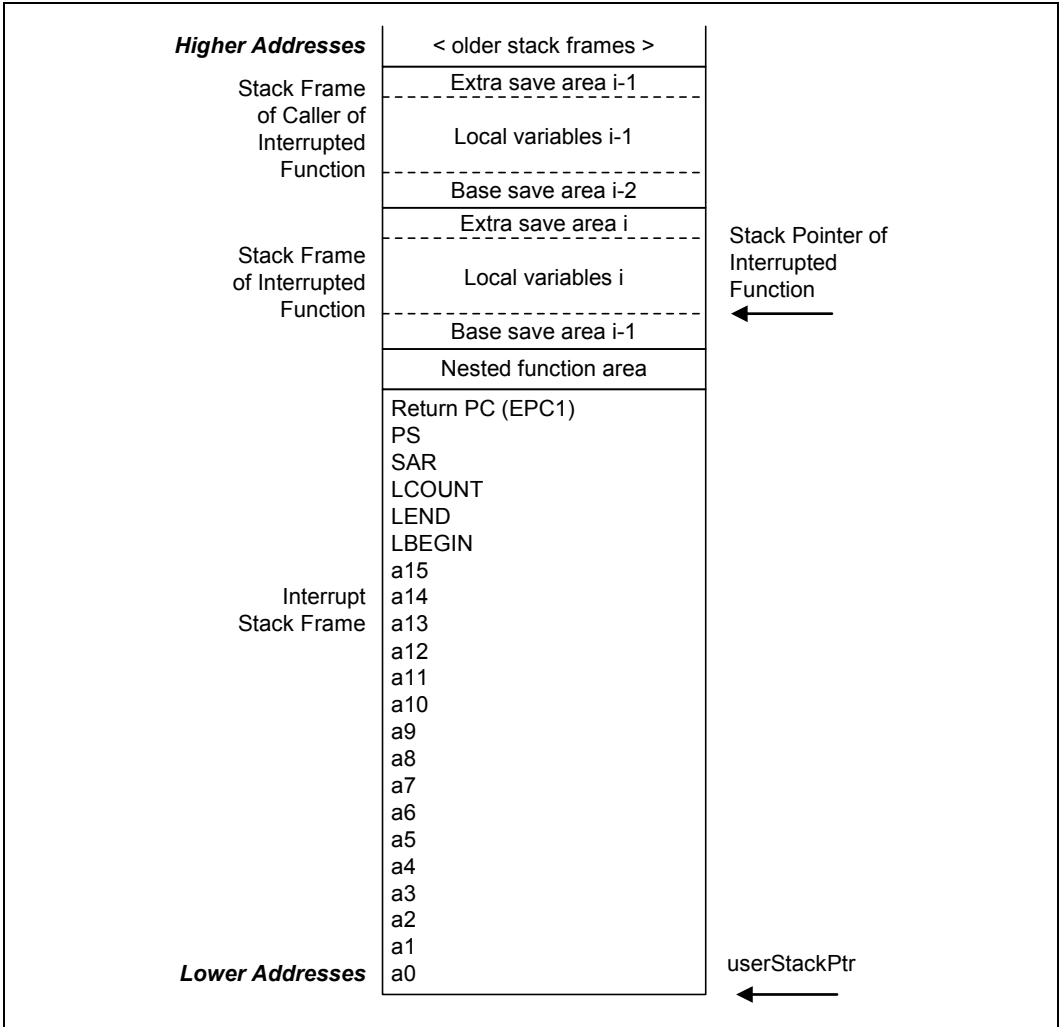 Higher Addresses
< older stack frames >
Stack Frame
of Caller of
Interrupted
Function
Extra save area i-1
Local variables i-1
Base save area i-2
Stack Frame
of Interrupted
Function
Extra save area i
Local variables i
Base save area i-1
Stack Pointer of
Interrupted
Function
Nested function area
Interrupt
Stack Frame
Return PC (EPC1)
PS
SAR
LCOUNT
LEND
LBEGIN
a15
a14
a13
a12
a11
a10
a9
a8
a7
a6
a5
a4
a3
a2
a1
a0
Lower Addresses
userStackPtr